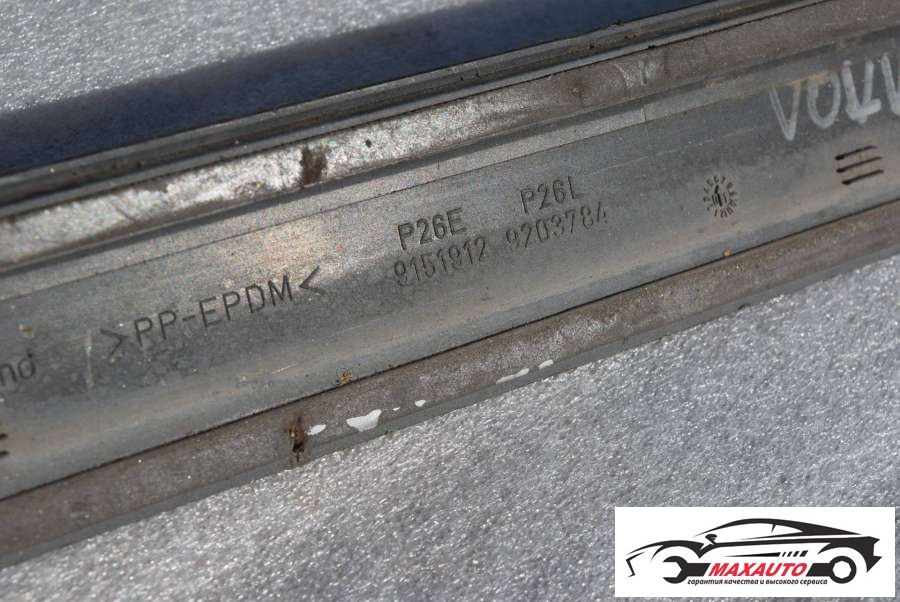 VOLV
P26E P26L
9151912 9203784
>PP-EPDM<
nd
MAXAUTO
гарантия качества и высокого сервиса